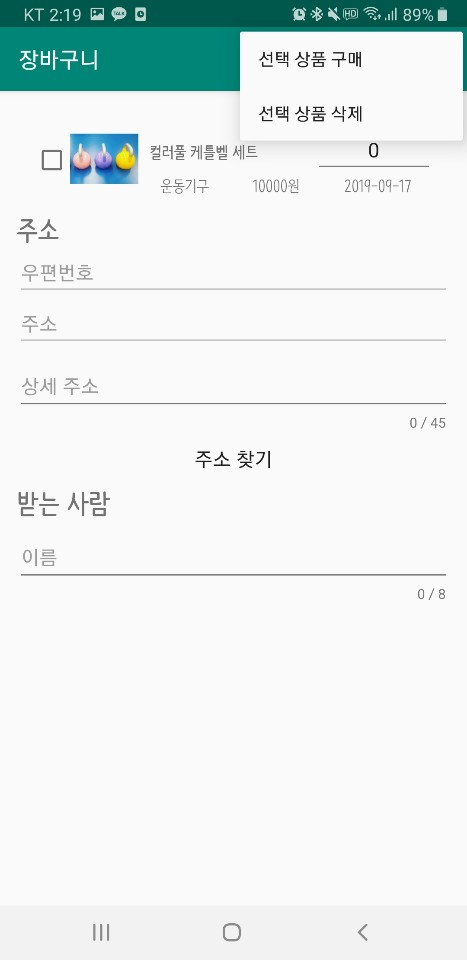 KT 2:19 TALK HD 89%
장바구니
선택 상품 구매
선택 상품 삭제
컬러풀 케틀벨 세트 0
운동기구 10000원 2019-09-17
주소
우편번호
주소
상세 주소
0 / 45
주소 찾기
받는 사람
이름
0 / 8